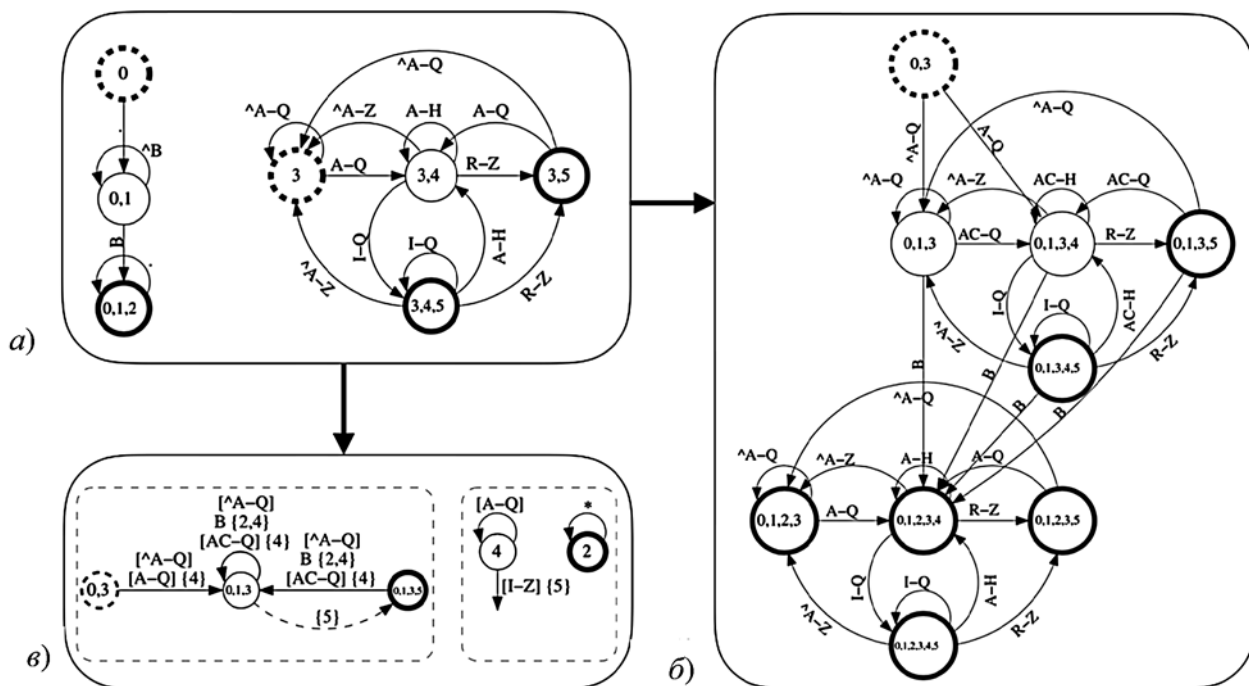 0
.
^B
0,1
B
.
0,1,2
^A–Q
^A–Q
^A–Z
A–H
A–Q
3
A–Q
3,4
R–Z
3,5
I–Q
I–Q
A–H
^A–Z
R–Z
3,4,5
а)
0,3
^A–Q
A–Q
^A–Q
^A–Q
^A–Z
AC–H
AC–Q
0,1,3
AC–Q
0,1,3,4
R–Z
0,1,3,5
I–Q
I–Q
AC–H
^A–Z
R–Z
0,1,3,4,5
B
B
B
B
^A–Q
^A–Q
^A–Z
A–H
A–Q
0,1,2,3
A–Q
0,1,2,3,4
R–Z
0,1,2,3,5
I–Q
I–Q
A–H
^A–Z
R–Z
0,1,2,3,4,5
б)
[^A–Q]
B {2,4}
[AC–Q] {4}
[^A–Q]
[A–Q] {4}
[^A–Q]
B {2,4}
[AC–Q] {4}
0,3
0,1,3
0,1,3,5
{5}
[A–Q]
*
4
2
[I–Z] {5}
в)